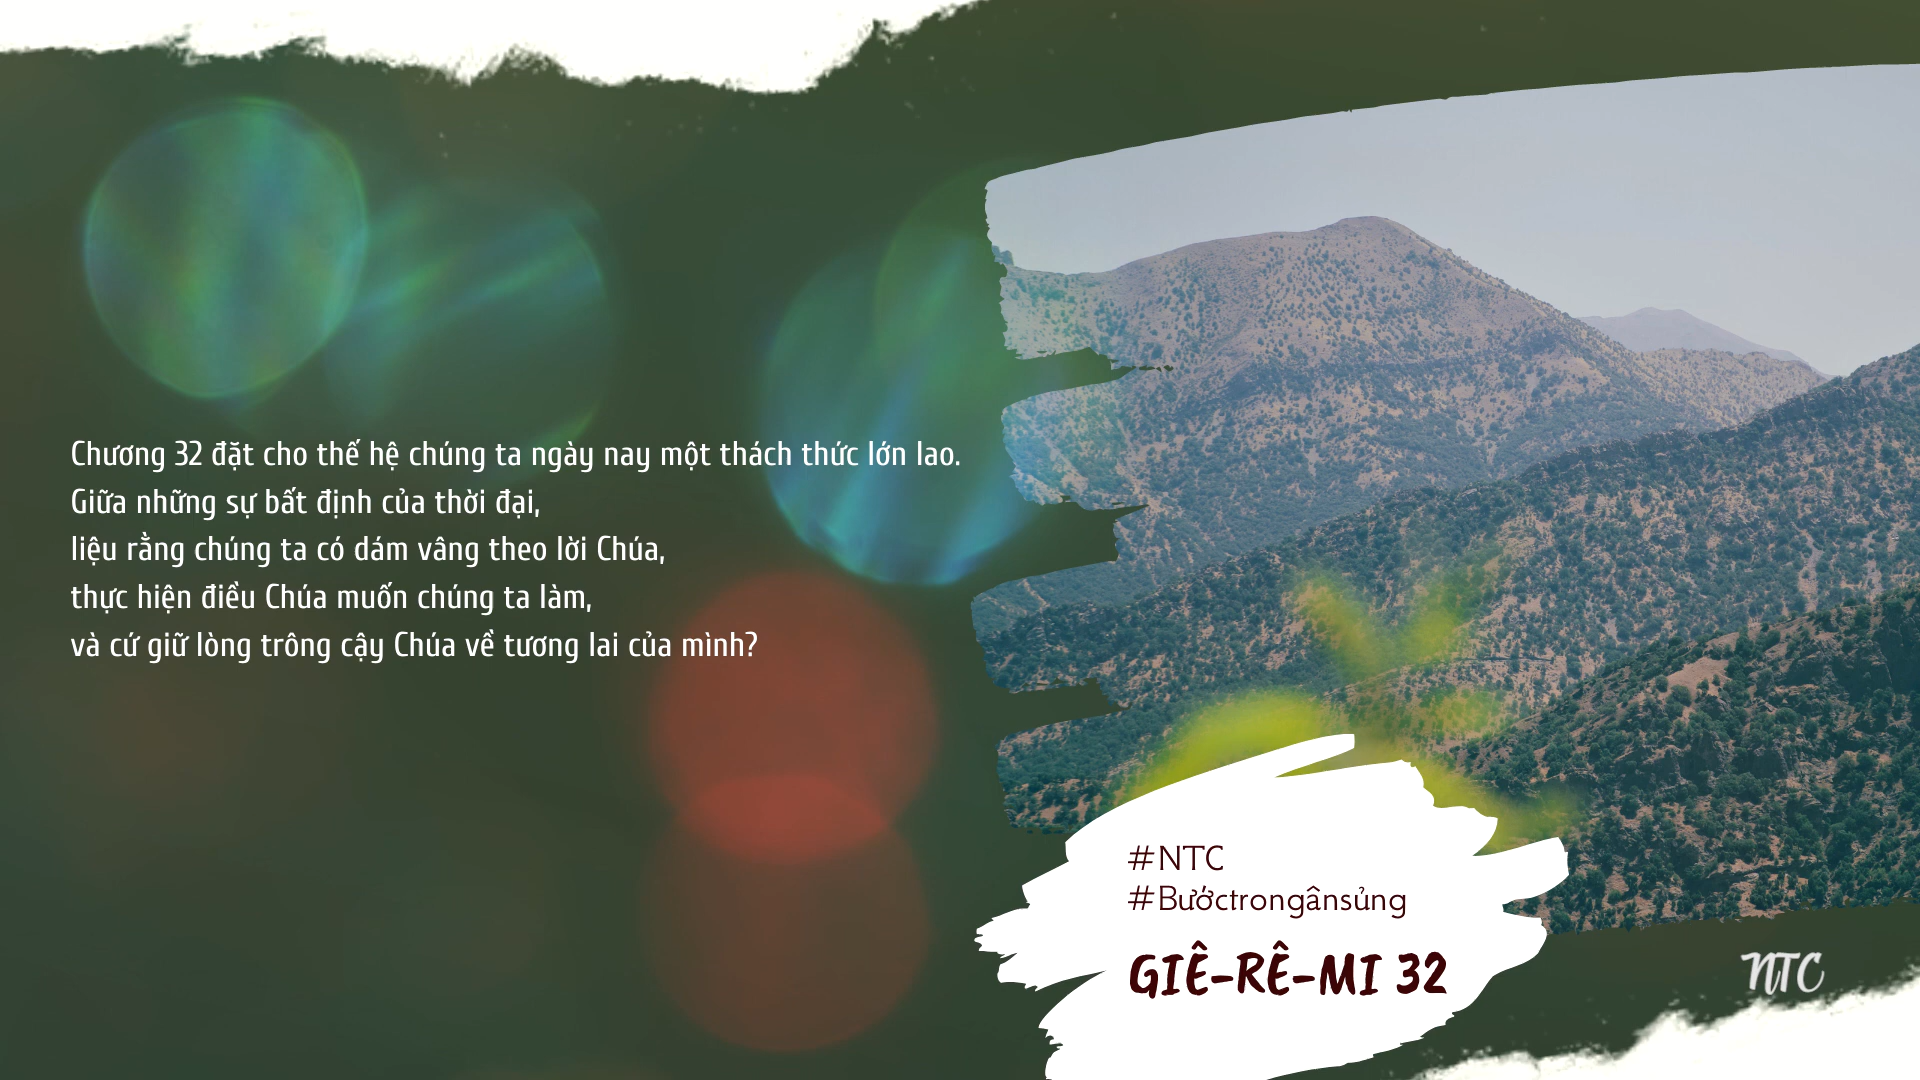 Chương 32 đặt cho thế hệ chúng ta ngày nay một thách thức lớn lao.
Giữa những sự bất định của thời đại,
liệu rằng chúng ta có dám vâng theo lời Chúa,
thực hiện điều Chúa muốn chúng ta làm,
và cứ giữ lòng trông cậy Chúa về tương lai của mình?
#NTC
#Bướctrongânsủng
GIÊ-RÊ-MI 32
NTC